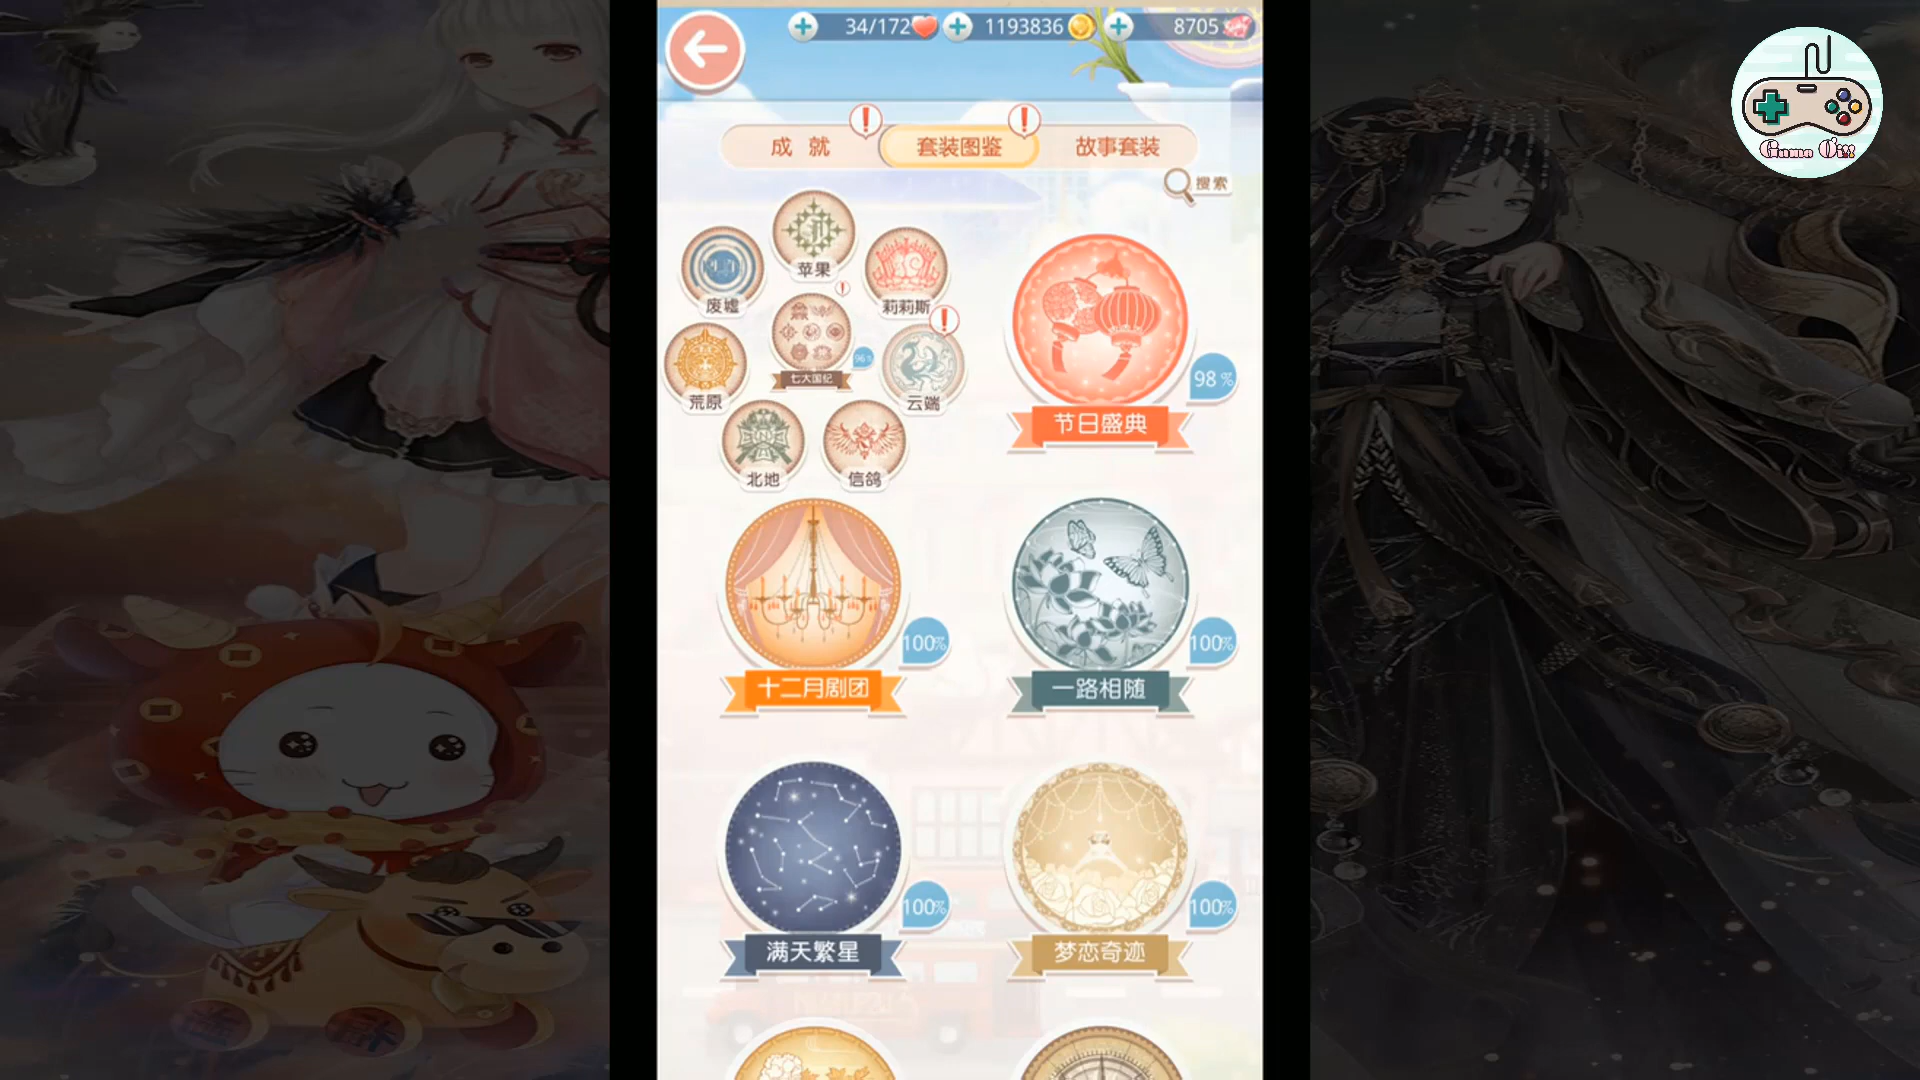 34/172
1193836
8705
Game On!!
成就
套装图鉴
故事套装
搜索
苹果
废墟
莉莉斯
96%
七大国纪
荒原
云端
北地
信鸽
98%
节日盛典
100%
十二月剧团
100%
一路相随
100%
满天繁星
100%
梦恋奇迹